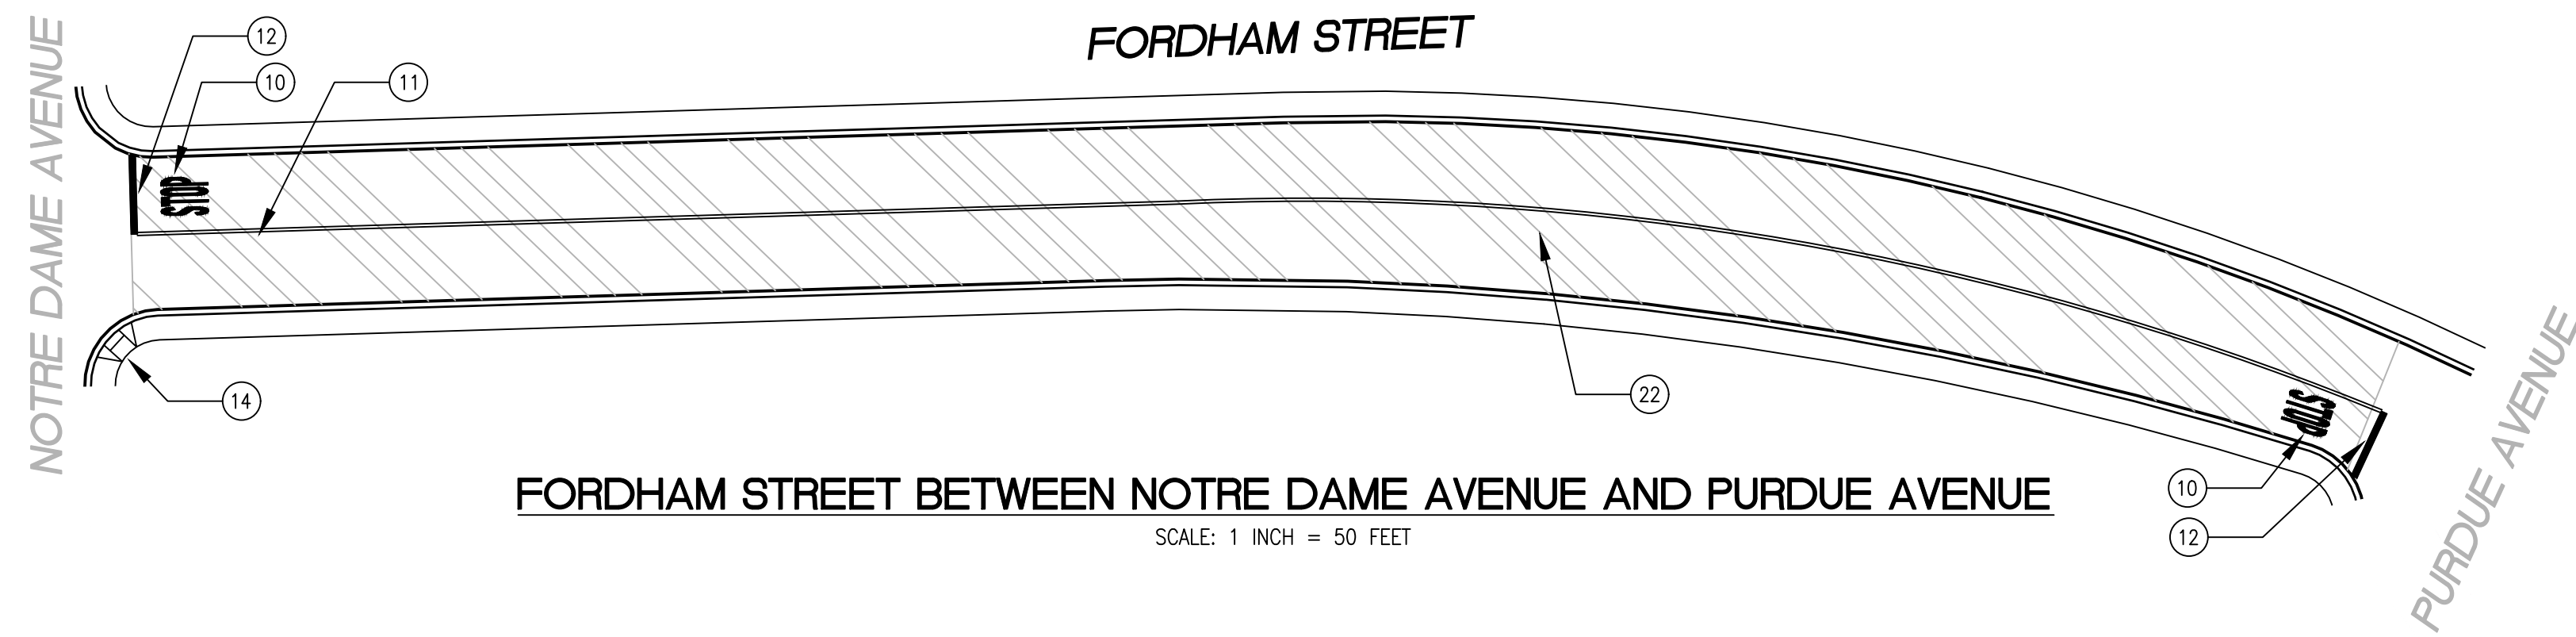 FORDHAM STREET
NOTRE DAME AVENUE
12
10
11
STOP
14
22
STOP
10
12
PURDUE AVENUE
FORDHAM STREET BETWEEN NOTRE DAME AVENUE AND PURDUE AVENUE
SCALE: 1 INCH = 50 FEET